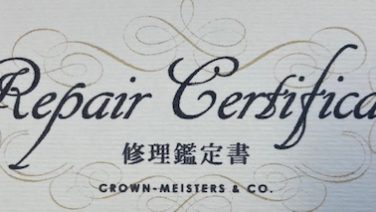 Repair Certifica
修理鑑定書
CROWN-MEISTERS & CO.